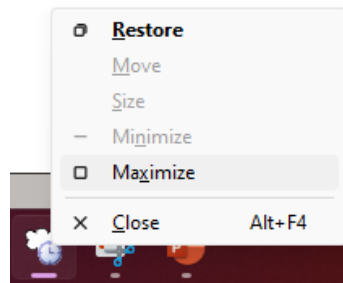 Restore
Move
Size
Minimize
Maximize
Close Alt+F4
P